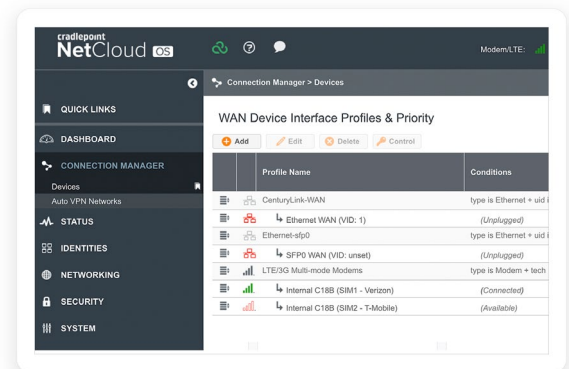 cradlepoint
NetCloud OS
Modem/LTE:
Connection Manager > Devices
QUICK LINKS
DASHBOARD
CONNECTION MANAGER
Devices
Auto VPN Networks
STATUS
IDENTITIES
NETWORKING
SECURITY
SYSTEM
WAN Device Interface Profiles & Priority
Add Edit Delete Control
Profile Name Conditions
CenturyLink-WAN type is Ethernet + uid i
Ethernet WAN (VID: 1) (Unplugged)
Ethernet-sfp0 type is Ethernet + uid i
SFP0 WAN (VID: unset) (Unplugged)
LTE/3G Multi-mode Modems type is Modem + tech
Internal C18B (SIM1 - Verizon) (Connected)
Internal C18B (SIM2 - T-Mobile) (Available)